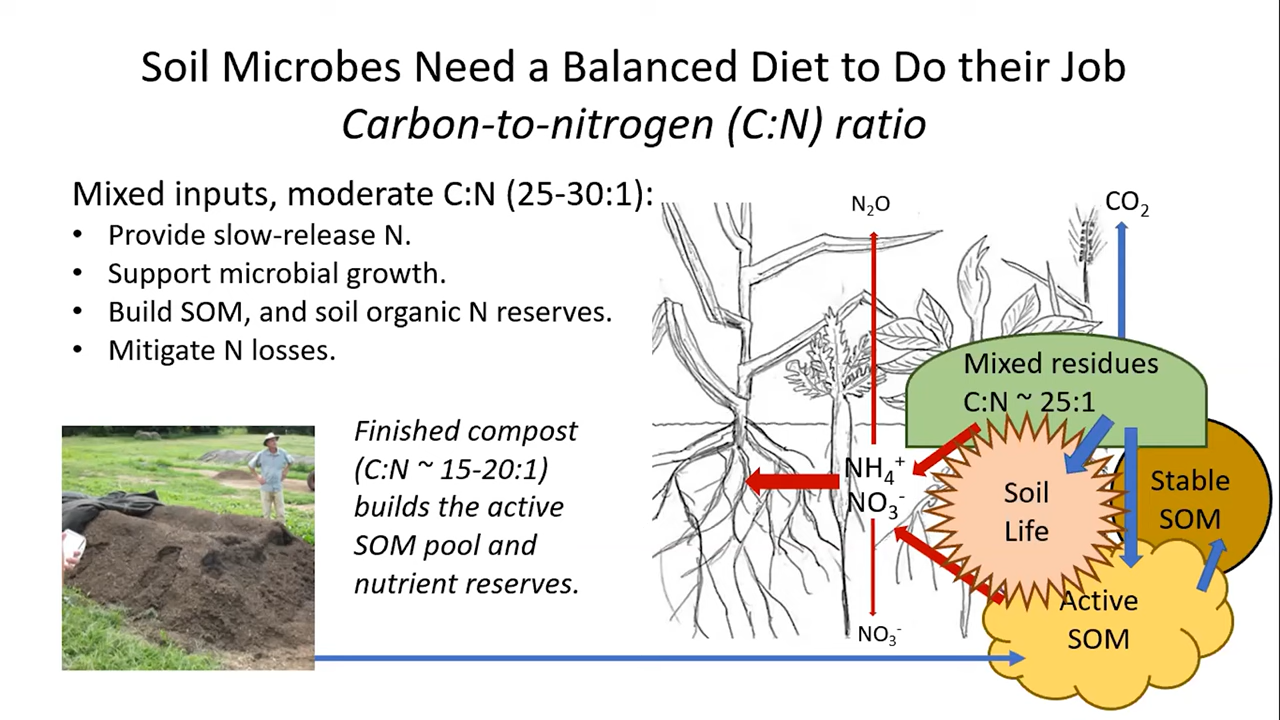 Soil Microbes Need a Balanced Diet to Do their Job
Carbon-to-nitrogen (C:N) ratio
Mixed inputs, moderate C:N (25-30:1):
• Provide slow-release N.
• Support microbial growth.
• Build SOM, and soil organic N reserves.
• Mitigate N losses.
Finished compost
(C:N ~ 15-20:1)
builds the active
SOM pool and
nutrient reserves.
N₂O
CO₂
Mixed residues
C:N ~ 25:1
NH₄⁺
NO₃⁻
Soil
Life
Stable
SOM
Active
SOM
NO₃⁻